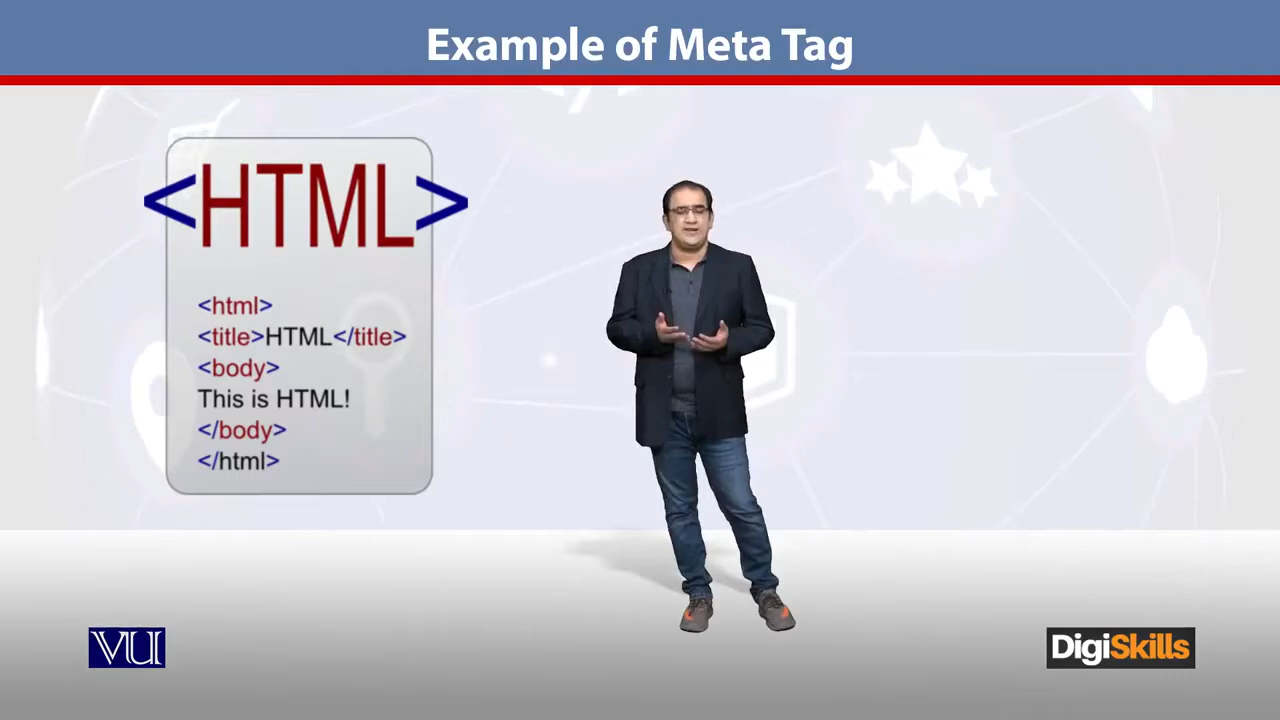 Example of Meta Tag
<HTML>
<html>
<title>HTML</title>
<body>
This is HTML!
</body>
</html>
VU
DigiSkills